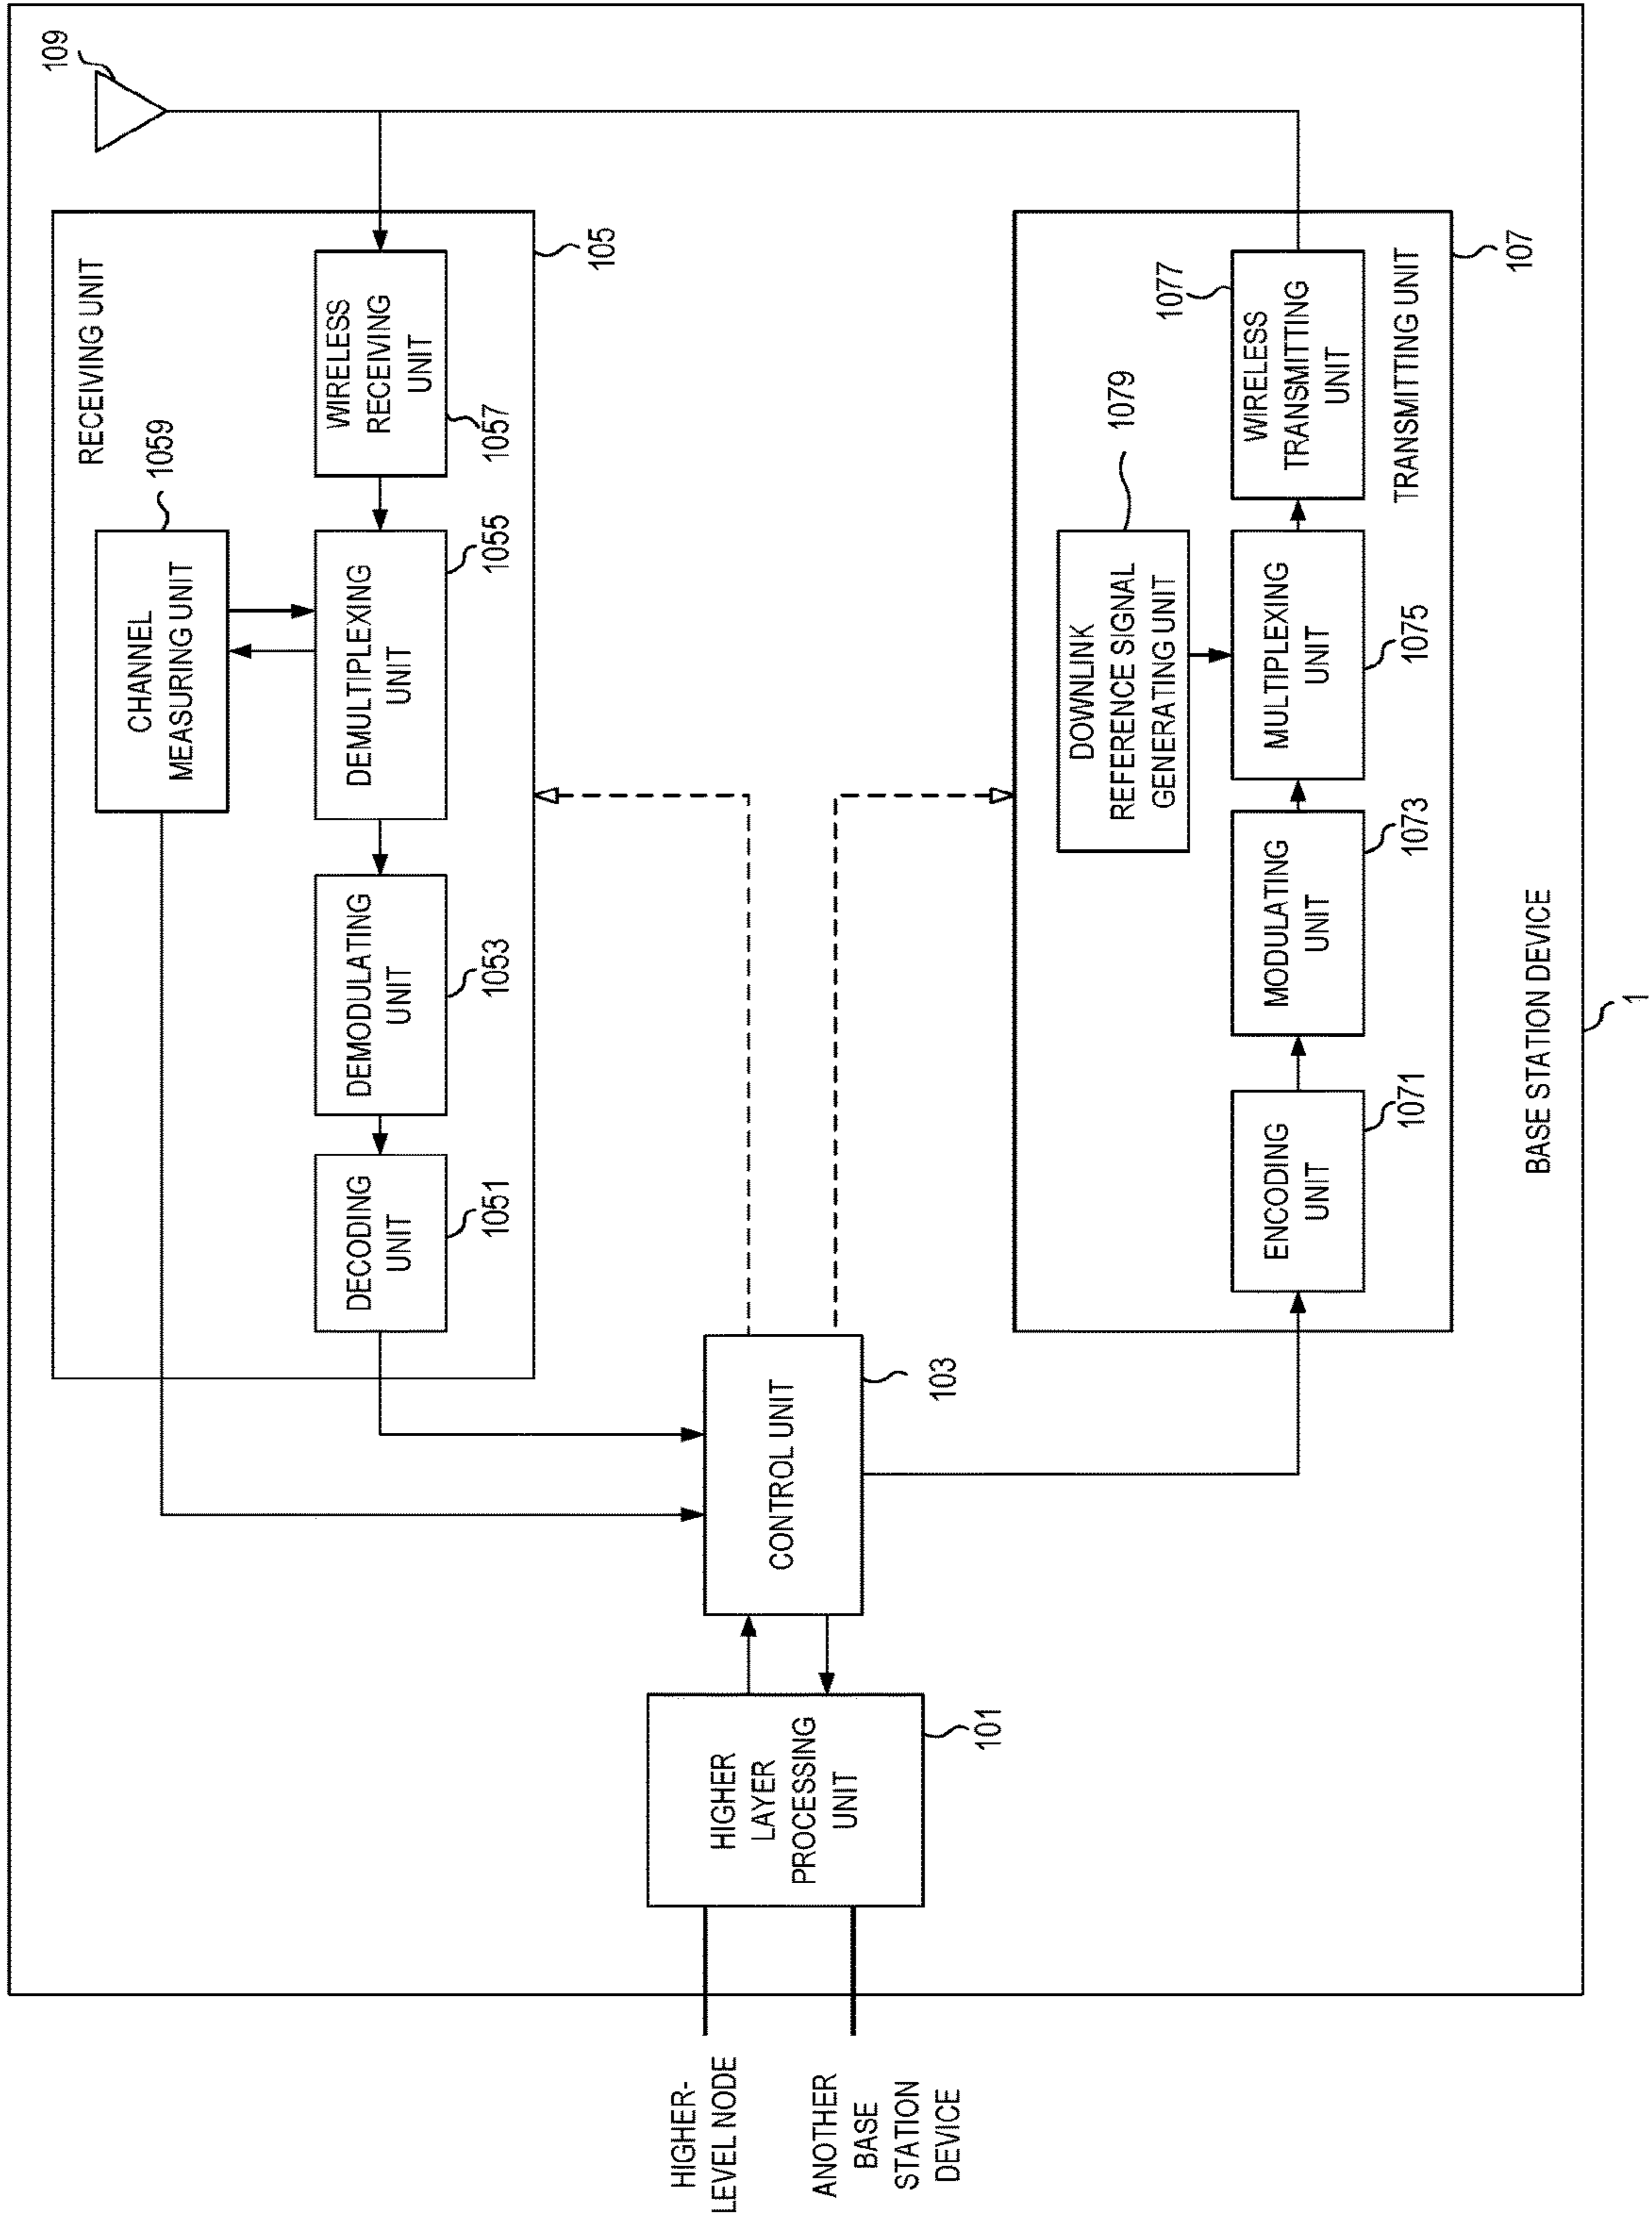 109
RECEIVING UNIT
105
WIRELESS
RECEIVING
UNIT
1057
1059
CHANNEL
MEASURING UNIT
DEMULTIPLEXING
UNIT
1055
DEMODULATING
UNIT
1053
DECODING
UNIT
1051
HIGHER-
LEVEL NODE
ANOTHER
BASE
STATION
DEVICE
HIGHER
LAYER
PROCESSING
UNIT
101
CONTROL UNIT
103
1079
DOWNLINK
REFERENCE SIGNAL
GENERATING UNIT
ENCODING
UNIT
1071
MODULATING
UNIT
1073
MULTIPLEXING
UNIT
1075
1077
WIRELESS
TRANSMITTING
UNIT
TRANSMITTING UNIT
107
BASE STATION DEVICE
1